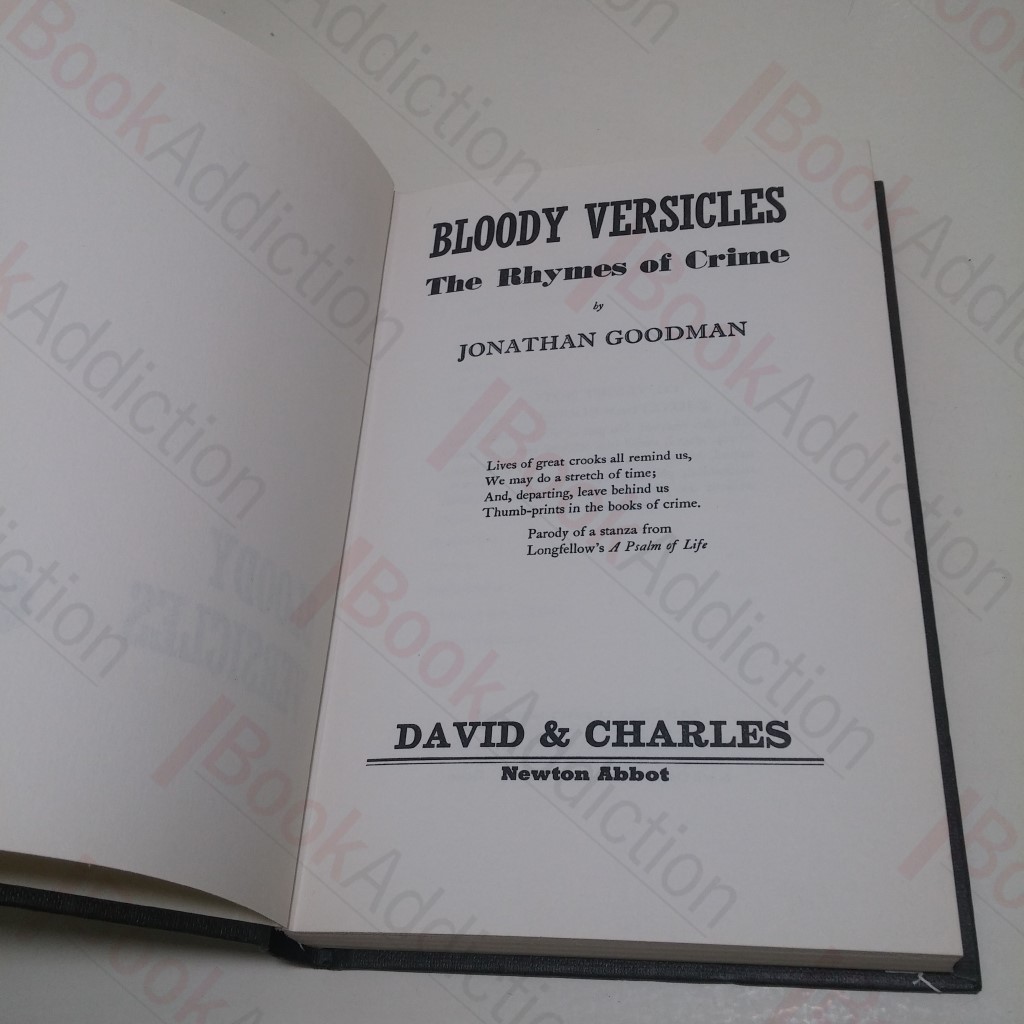 BLOODY VERSICLES
The Rhymes of Crime
by
JONATHAN GOODMAN
Lives of great crooks all remind us,
We may do a stretch of time;
And, departing, leave behind us
Thumb-prints in the books of crime.
Parody of a stanza from
Longfellow's A Psalm of Life
DAVID & CHARLES
Newton Abbot
BookAddiction